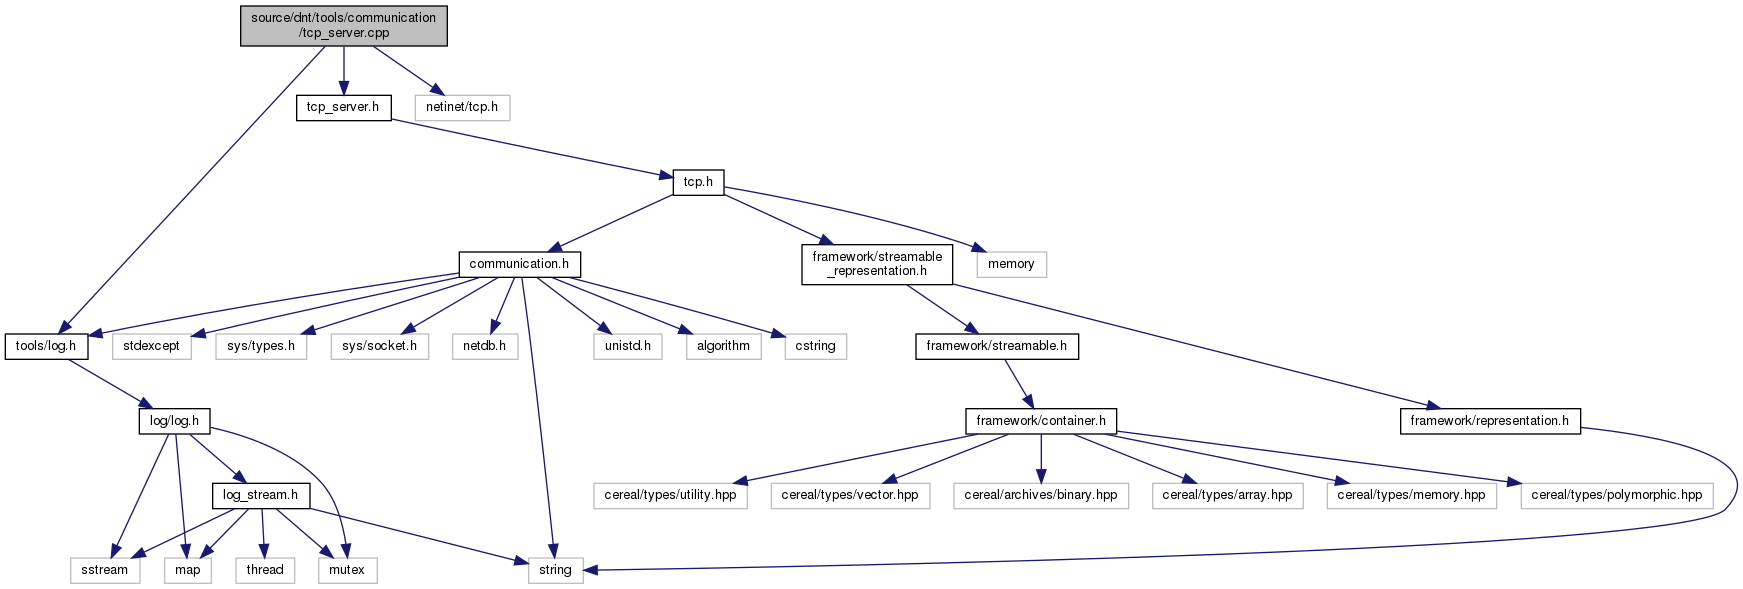 source/dnt/tools/communication
/tcp_server.cpp
tcp_server.h
netinet/tcp.h
tcp.h
communication.h
framework/streamable
_representation.h
memory
tools/log.h
stdexcept
sys/types.h
sys/socket.h
netdb.h
unistd.h
algorithm
cstring
framework/streamable.h
log/log.h
framework/container.h
framework/representation.h
log_stream.h
cereal/types/utility.hpp
cereal/types/vector.hpp
cereal/archives/binary.hpp
cereal/types/array.hpp
cereal/types/memory.hpp
cereal/types/polymorphic.hpp
sstream
map
thread
mutex
string